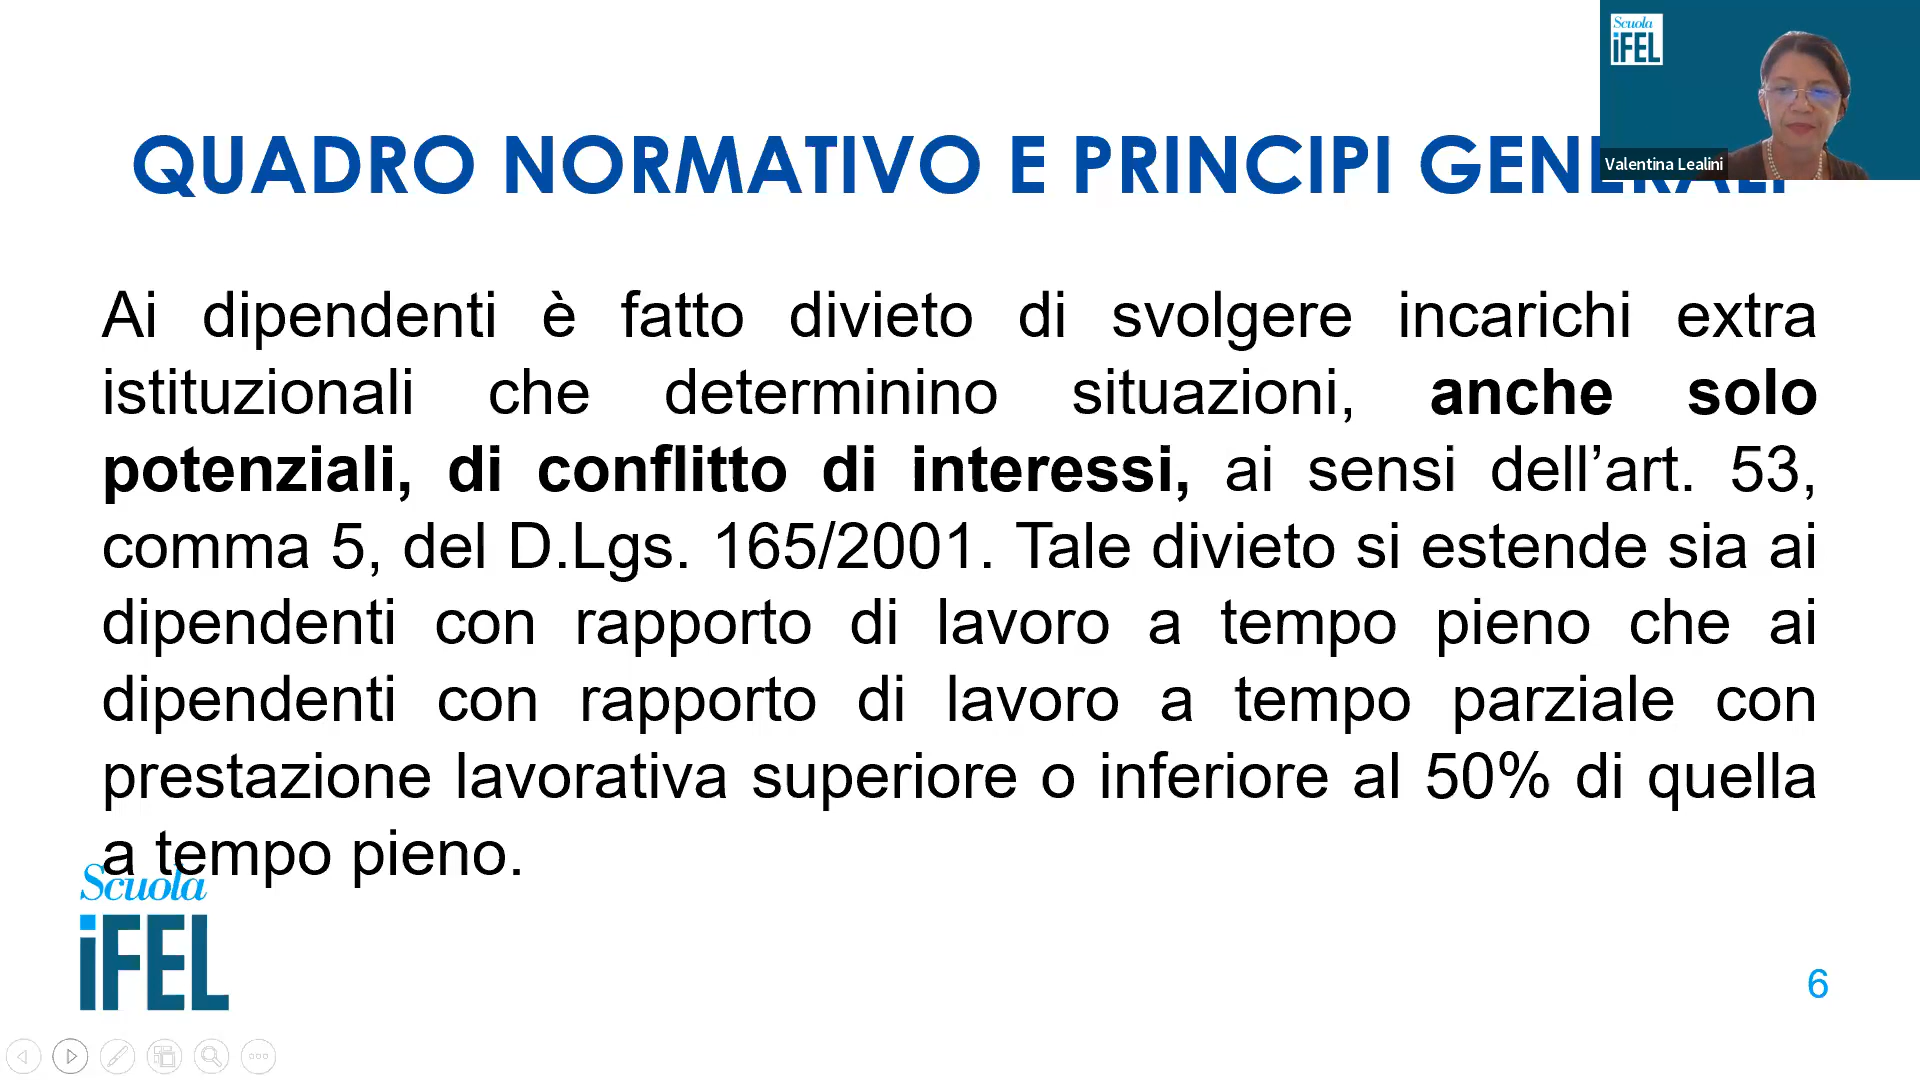 Scuola
iFEL
Valentina Lealini
QUADRO NORMATIVO E PRINCIPI GENERALI
Ai dipendenti è fatto divieto di svolgere incarichi extra
istituzionali che determinino situazioni, anche solo
potenziali, di conflitto di interessi, ai sensi dell’art. 53,
comma 5, del D.Lgs. 165/2001. Tale divieto si estende sia ai
dipendenti con rapporto di lavoro a tempo pieno che ai
dipendenti con rapporto di lavoro a tempo parziale con
prestazione lavorativa superiore o inferiore al 50% di quella
a tempo pieno.
Scuola
iFEL
6